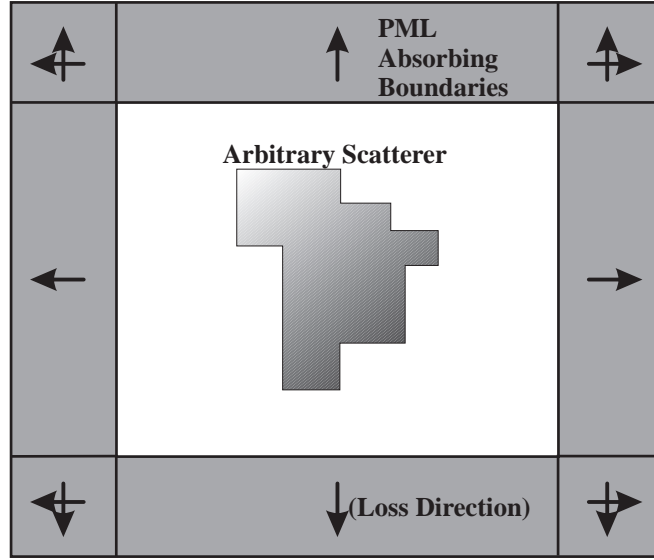 PML
Absorbing
Boundaries
Arbitrary Scatterer
(Loss Direction)